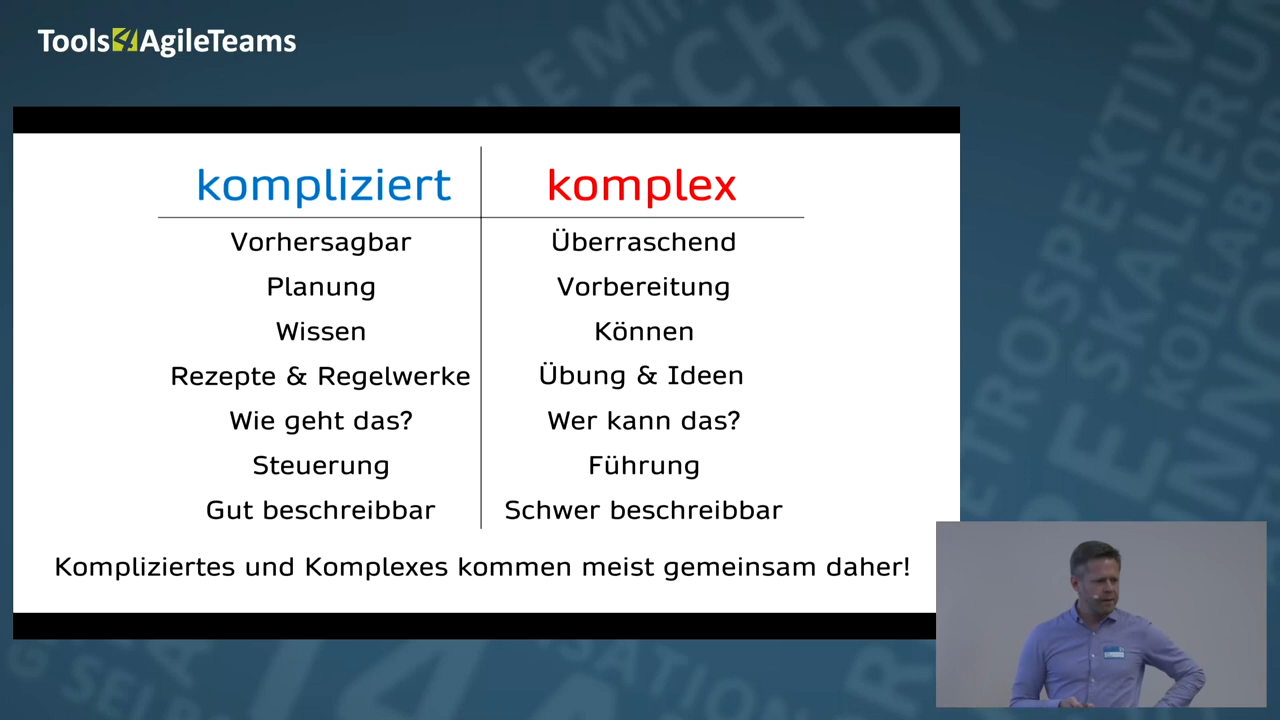 Tools4AgileTeams
kompliziert komplex
Vorhersagbar Überraschend
Planung Vorbereitung
Wissen Können
Rezepte & Regelwerke Übung & Ideen
Wie geht das? Wer kann das?
Steuerung Führung
Gut beschreibbar Schwer beschreibbar
Kompliziertes und Komplexes kommen meist gemeinsam daher!